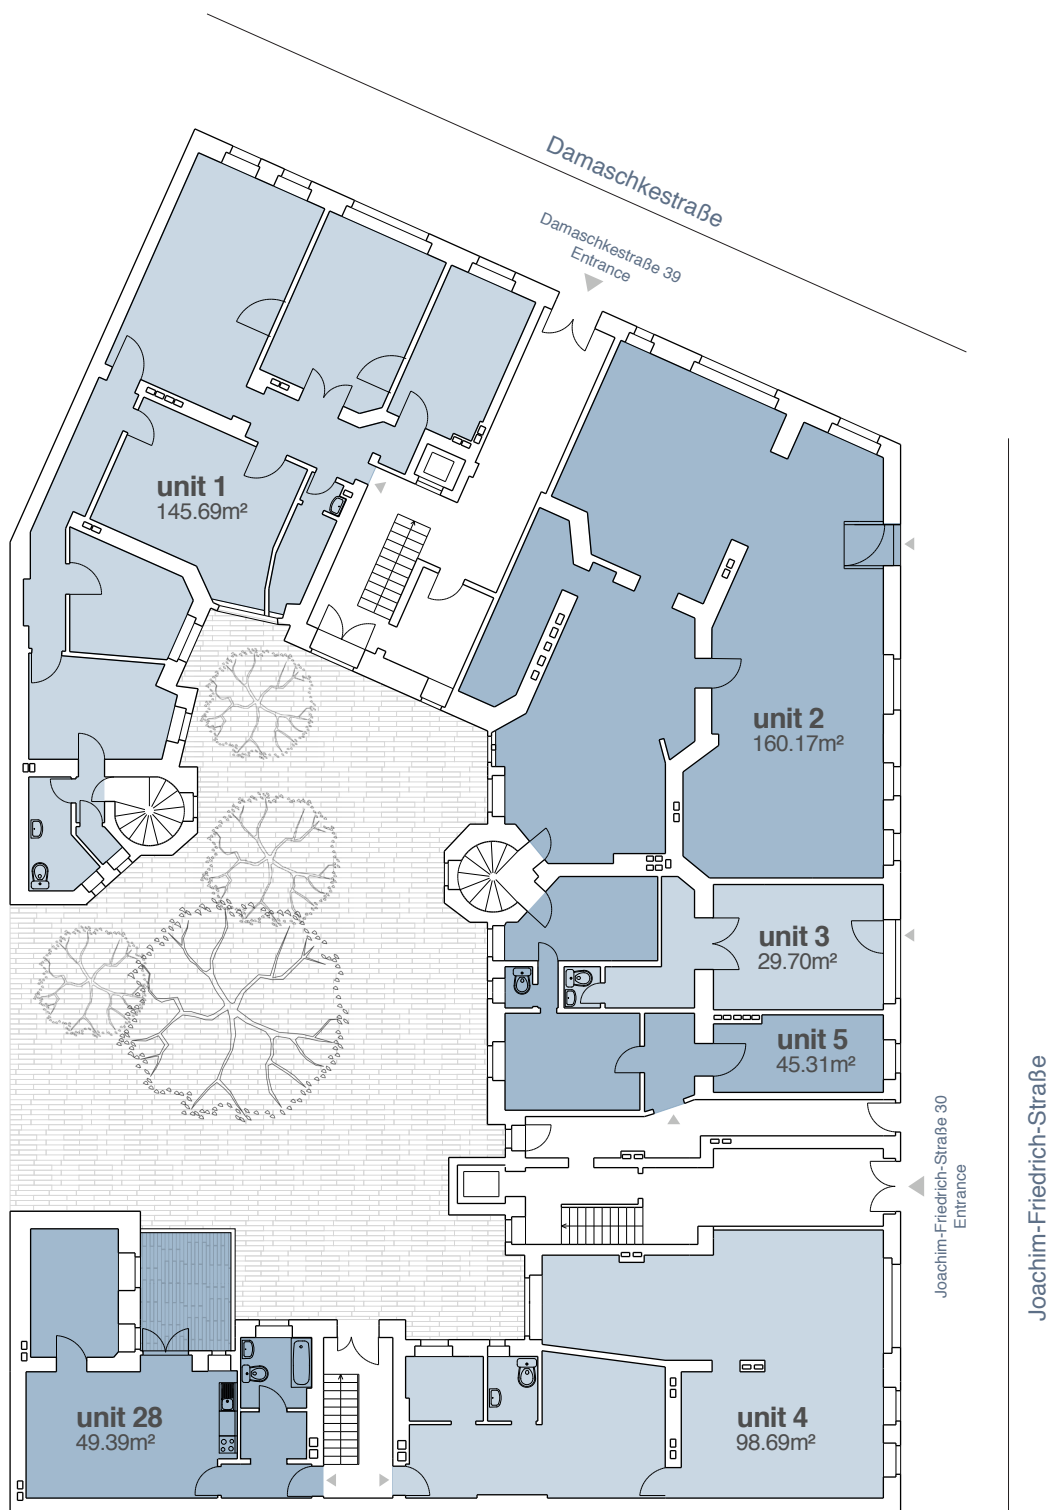 Damaschkestraße
Damaschkestraße 39
Entrance
unit 1
145.69m²
unit 2
160.17m²
unit 3
29.70m²
unit 5
45.31m²
Joachim-Friedrich-Straße 30
Entrance
Joachim-Friedrich-Straße
unit 28
49.39m²
unit 4
98.69m²